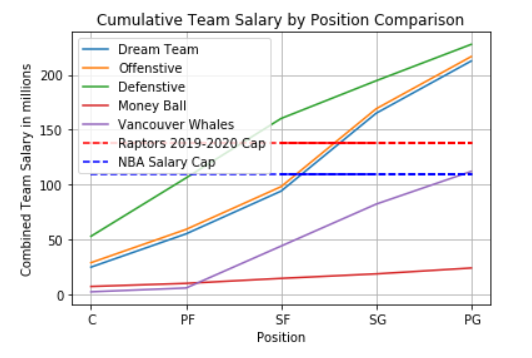 Cumulative Team Salary by Position Comparison
Combined Team Salary in millions
200
150
100
50
0
Dream Team
Offenstive
Defenstive
Money Ball
Vancouver Whales
Raptors 2019-2020 Cap
NBA Salary Cap
C PF SF SG PG
Position